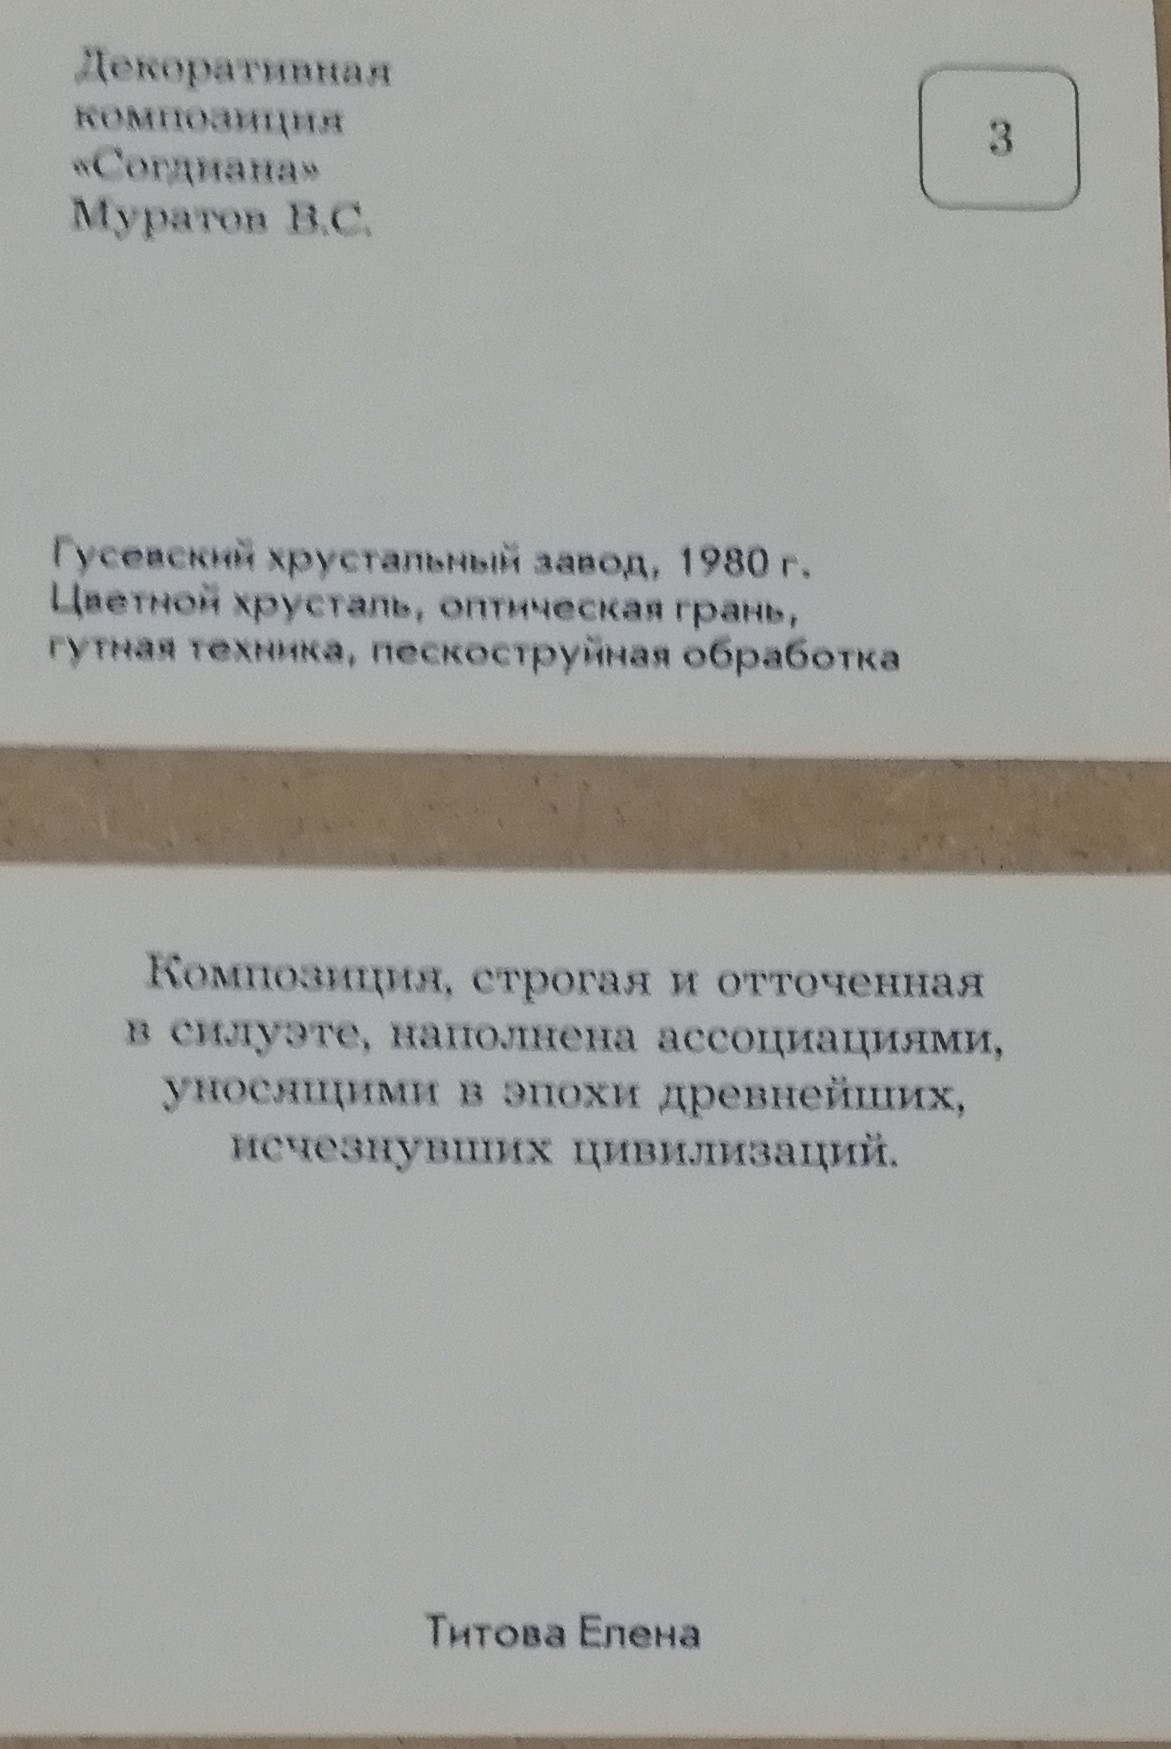 Декоративная
композиция
«Согдиана»
Муратов В.С.
3
Гусевский хрустальный завод, 1980 г.
Цветной хрусталь, оптическая грань,
гутная техника, пескоструйная обработка
Композиция, строгая и отточенная
в силуэте, наполнена ассоциациями,
уносящими в эпохи древнейших,
исчезнувших цивилизаций.
Титова Елена